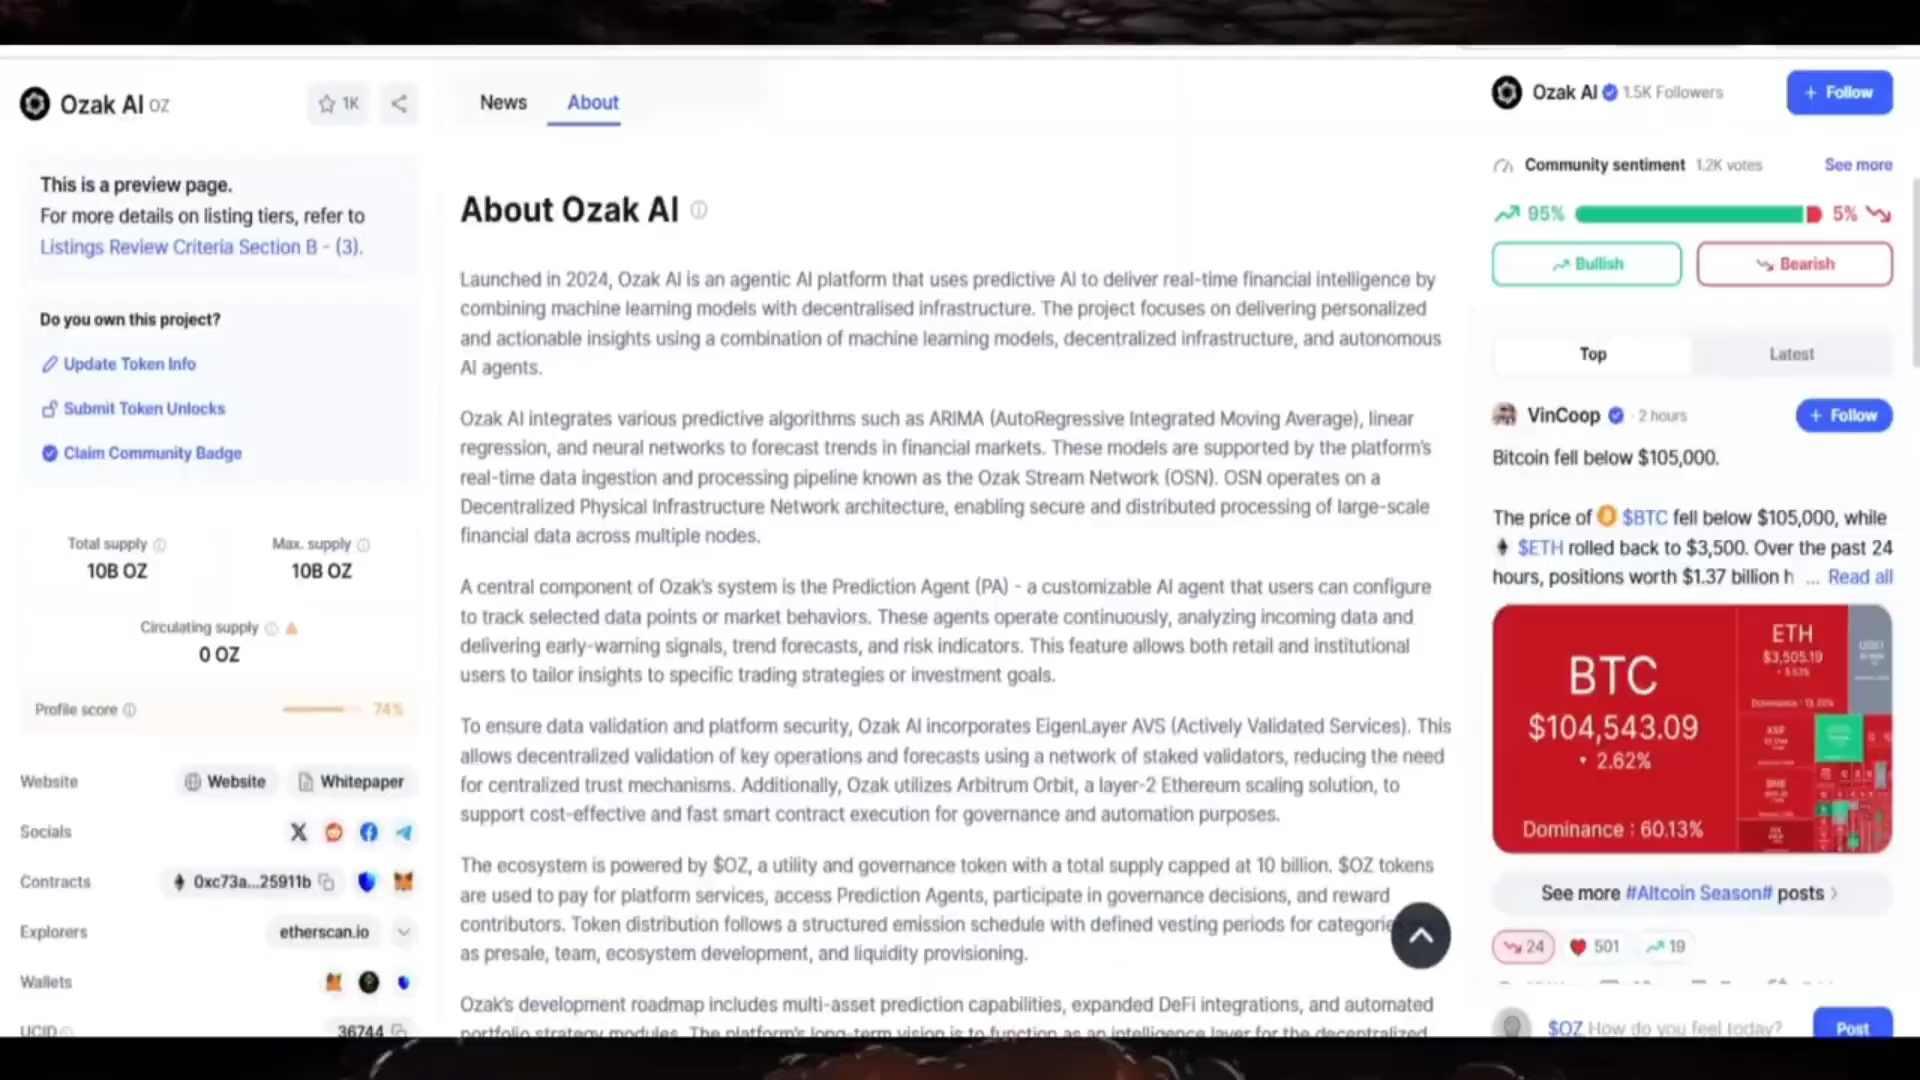 Ozak AI OZ
1K
This is a preview page.
For more details on listing tiers, refer to
Listings Review Criteria Section B - (3).
Do you own this project?
Update Token Info
Submit Token Unlocks
Claim Community Badge
Total supply
10B OZ
Max. supply
10B OZ
Circulating supply
0 OZ
Profile score
74%
Website
Website
Whitepaper
Socials
Contracts
0xc73a...25911b
Explorers
etherscan.io
Wallets
UCID
36744
News
About
About Ozak AI
Launched in 2024, Ozak AI is an agentic AI platform that uses predictive AI to deliver real-time financial intelligence by
combining machine learning models with decentralised infrastructure. The project focuses on delivering personalized
and actionable insights using a combination of machine learning models, decentralized infrastructure, and autonomous
AI agents.
Ozak AI integrates various predictive algorithms such as ARIMA (AutoRegressive Integrated Moving Average), linear
regression, and neural networks to forecast trends in financial markets. These models are supported by the platform's
real-time data ingestion and processing pipeline known as the Ozak Stream Network (OSN). OSN operates on a
Decentralized Physical Infrastructure Network architecture, enabling secure and distributed processing of large-scale
financial data across multiple nodes.
A central component of Ozak's system is the Prediction Agent (PA) - a customizable AI agent that users can configure
to track selected data points or market behaviors. These agents operate continuously, analyzing incoming data and
delivering early-warning signals, trend forecasts, and risk indicators. This feature allows both retail and institutional
users to tailor insights to specific trading strategies or investment goals.
To ensure data validation and platform security, Ozak AI incorporates EigenLayer AVS (Actively Validated Services). This
allows decentralized validation of key operations and forecasts using a network of staked validators, reducing the need
for centralized trust mechanisms. Additionally, Ozak utilizes Arbitrum Orbit, a layer-2 Ethereum scaling solution, to
support cost-effective and fast smart contract execution for governance and automation purposes.
The ecosystem is powered by $OZ, a utility and governance token with a total supply capped at 10 billion. $OZ tokens
are used to pay for platform services, access Prediction Agents, participate in governance decisions, and reward
contributors. Token distribution follows a structured emission schedule with defined vesting periods for categorie
as presale, team, ecosystem development, and liquidity provisioning.
Ozak's development roadmap includes multi-asset prediction capabilities, expanded DeFi integrations, and automated
portfolio strategy modules. The platform's long-term vision is to function as an intelligence layer for the decentralized
Ozak AI 1.5K Followers
+ Follow
Community sentiment 1.2K votes
See more
95%
5%
Bullish
Bearish
Top
Latest
VinCoop · 2 hours
+ Follow
Bitcoin fell below $105,000.
The price of $BTC fell below $105,000, while
$ETH rolled back to $3,500. Over the past 24
hours, positions worth $1.37 billion h ... Read all
BTC
$104,543.09
2.62%
Dominance : 60.13%
ETH
$3,505.19
See more #Altcoin Season# posts
24
501
19
$OZ How do you feel today?
Post